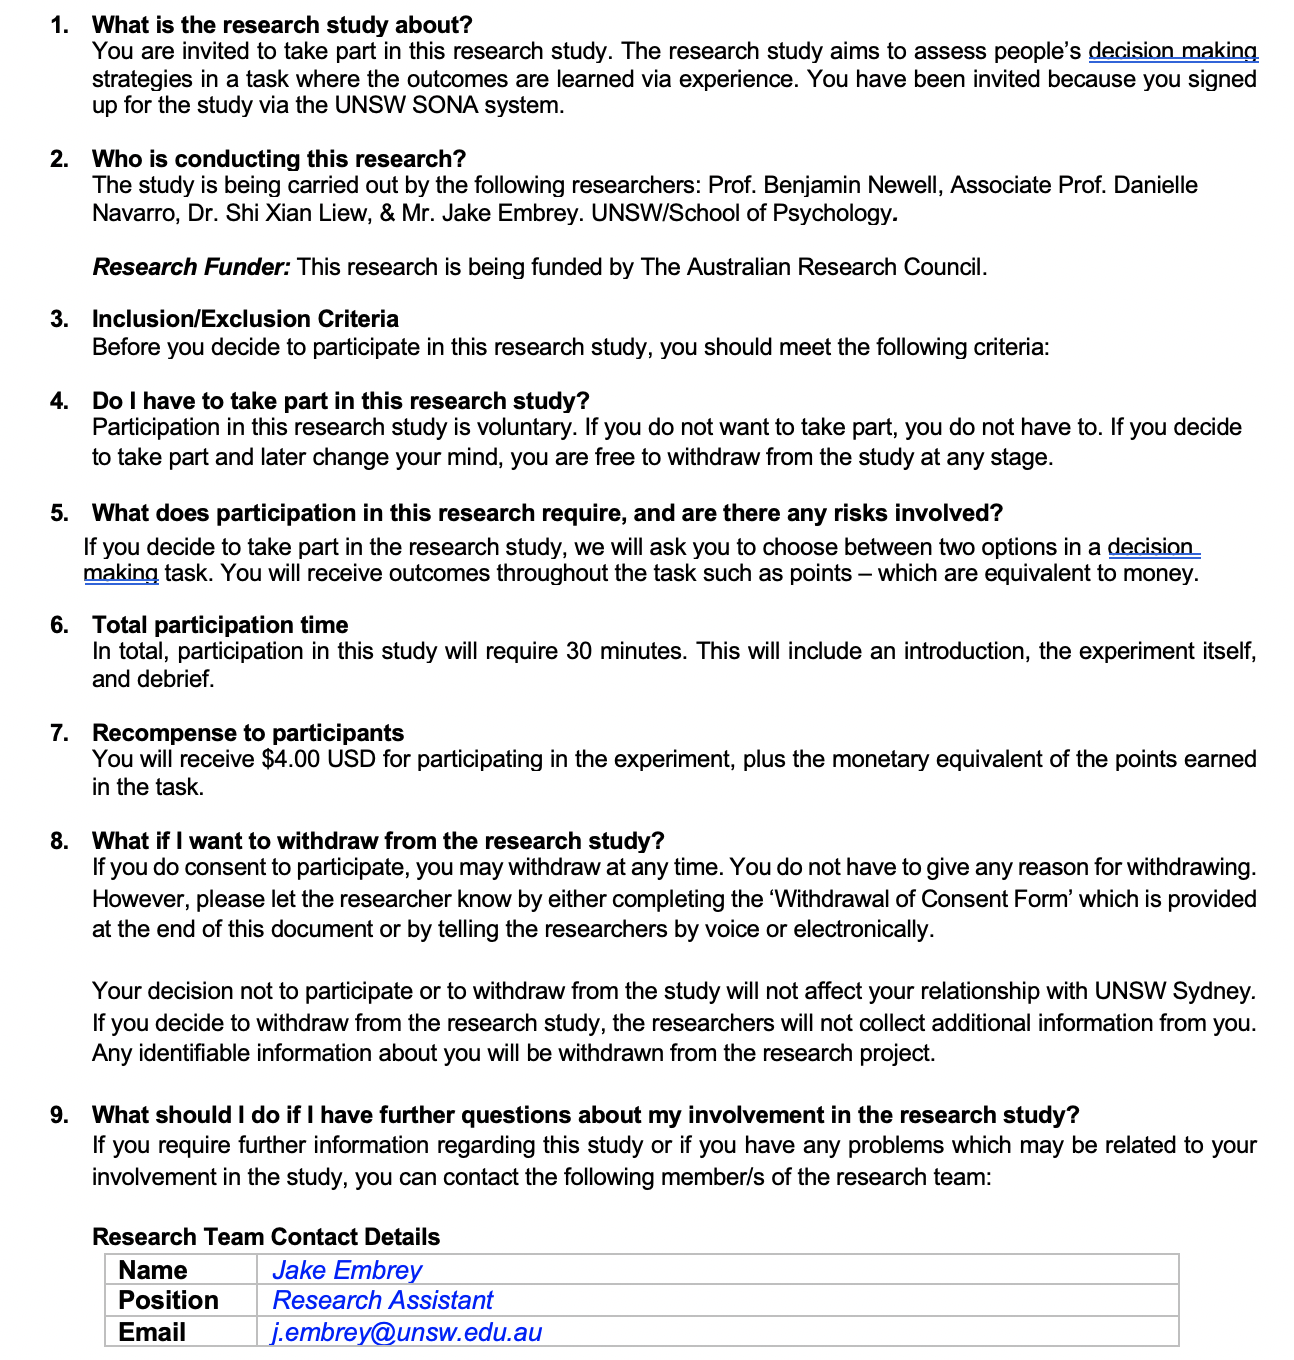 1. What is the research study about?
You are invited to take part in this research study. The research study aims to assess people’s decision making
strategies in a task where the outcomes are learned via experience. You have been invited because you signed
up for the study via the UNSW SONA system.
2. Who is conducting this research?
The study is being carried out by the following researchers: Prof. Benjamin Newell, Associate Prof. Danielle
Navarro, Dr. Shi Xian Liew, & Mr. Jake Embrey. UNSW/School of Psychology.
Research Funder: This research is being funded by The Australian Research Council.
3. Inclusion/Exclusion Criteria
Before you decide to participate in this research study, you should meet the following criteria:
4. Do I have to take part in this research study?
Participation in this research study is voluntary. If you do not want to take part, you do not have to. If you decide
to take part and later change your mind, you are free to withdraw from the study at any stage.
5. What does participation in this research require, and are there any risks involved?
If you decide to take part in the research study, we will ask you to choose between two options in a decision
making task. You will receive outcomes throughout the task such as points – which are equivalent to money.
6. Total participation time
In total, participation in this study will require 30 minutes. This will include an introduction, the experiment itself,
and debrief.
7. Recompense to participants
You will receive $4.00 USD for participating in the experiment, plus the monetary equivalent of the points earned
in the task.
8. What if I want to withdraw from the research study?
If you do consent to participate, you may withdraw at any time. You do not have to give any reason for withdrawing.
However, please let the researcher know by either completing the ‘Withdrawal of Consent Form’ which is provided
at the end of this document or by telling the researchers by voice or electronically.
Your decision not to participate or to withdraw from the study will not affect your relationship with UNSW Sydney.
If you decide to withdraw from the research study, the researchers will not collect additional information from you.
Any identifiable information about you will be withdrawn from the research project.
9. What should I do if I have further questions about my involvement in the research study?
If you require further information regarding this study or if you have any problems which may be related to your
involvement in the study, you can contact the following member/s of the research team:
Research Team Contact Details
Name Jake Embrey
Position Research Assistant
Email j.embrey@unsw.edu.au